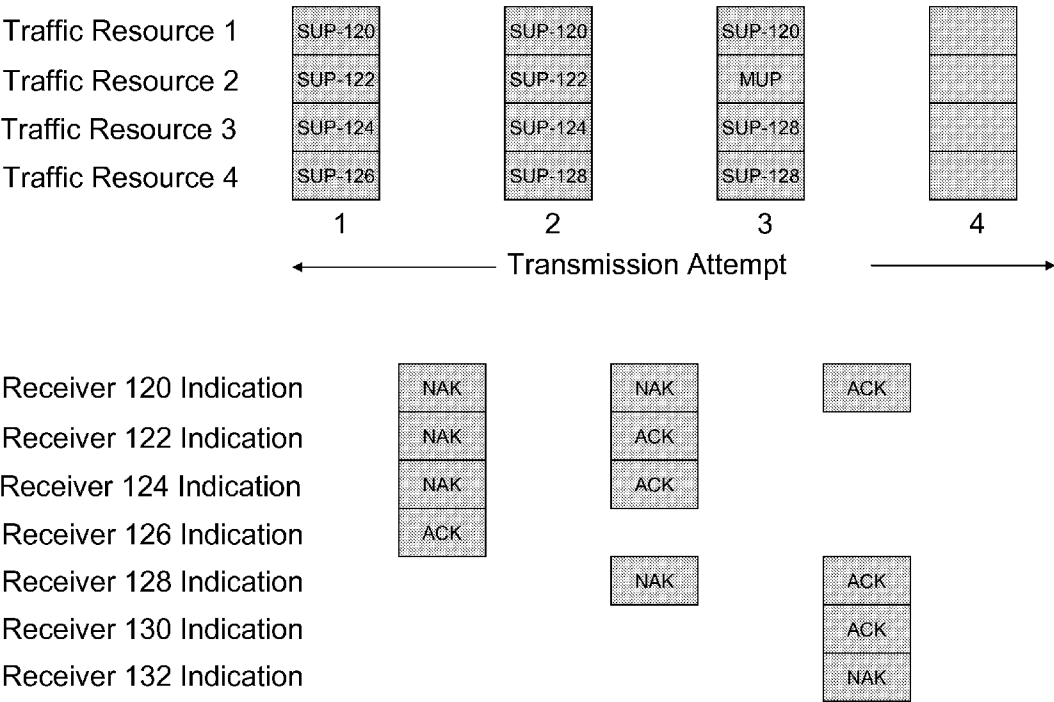 Traffic Resource 1 SUP-120 SUP-120 SUP-120
Traffic Resource 2 SUP-122 SUP-122 MUP
Traffic Resource 3 SUP-124 SUP-124 SUP-128
Traffic Resource 4 SUP-126 SUP-128 SUP-128
1 2 3 4
Transmission Attempt
Receiver 120 Indication NAK NAK ACK
Receiver 122 Indication NAK ACK
Receiver 124 Indication NAK ACK
Receiver 126 Indication ACK
Receiver 128 Indication NAK ACK
Receiver 130 Indication ACK
Receiver 132 Indication NAK